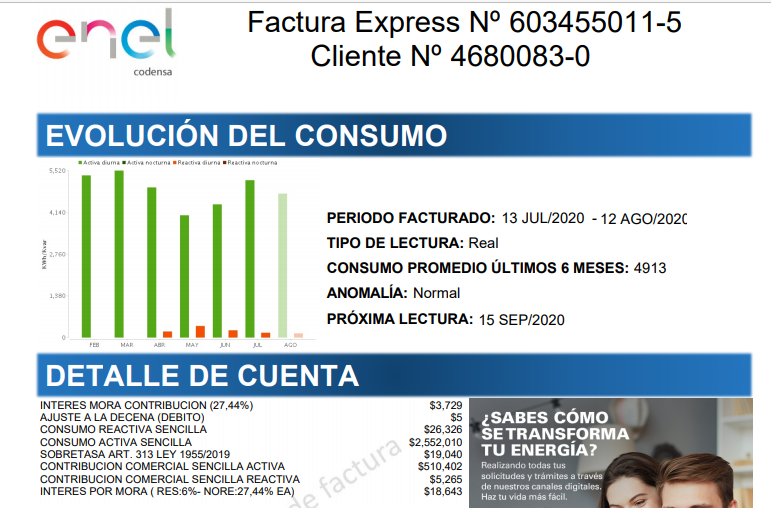 enel
codensa
Factura Express Nº 603455011-5
Cliente Nº 4680083-0
EVOLUCIÓN DEL CONSUMO
Activa diurna Activa nocturna Reactiva diurna Reactiva nocturna
5,520
4,140
2,760
1,380
0
KWh/Kvar
FEB MAR ABR MAY JUN JUL AGO
PERIODO FACTURADO: 13 JUL/2020 - 12 AGO/2020
TIPO DE LECTURA: Real
CONSUMO PROMEDIO ÚLTIMOS 6 MESES: 4913
ANOMALÍA: Normal
PRÓXIMA LECTURA: 15 SEP/2020
DETALLE DE CUENTA
INTERES MORA CONTRIBUCION (27,44%) $3,729
AJUSTE A LA DECENA (DEBITO) $5
CONSUMO REACTIVA SENCILLA $26,326
CONSUMO ACTIVA SENCILLA $2,552,010
SOBRETASA ART. 313 LEY 1955/2019 $19,040
CONTRIBUCION COMERCIAL SENCILLA ACTIVA $510,402
CONTRIBUCION COMERCIAL SENCILLA REACTIVA $5,265
INTERES POR MORA ( RES:6%- NORE:27,44% EA) $18,643
de factura
¿SABES CÓMO
SE TRANSFORMA
TU ENERGÍA?
Realizando todas tus
solicitudes y trámites a través
de nuestros canales digitales.
Haz tu vida más fácil.